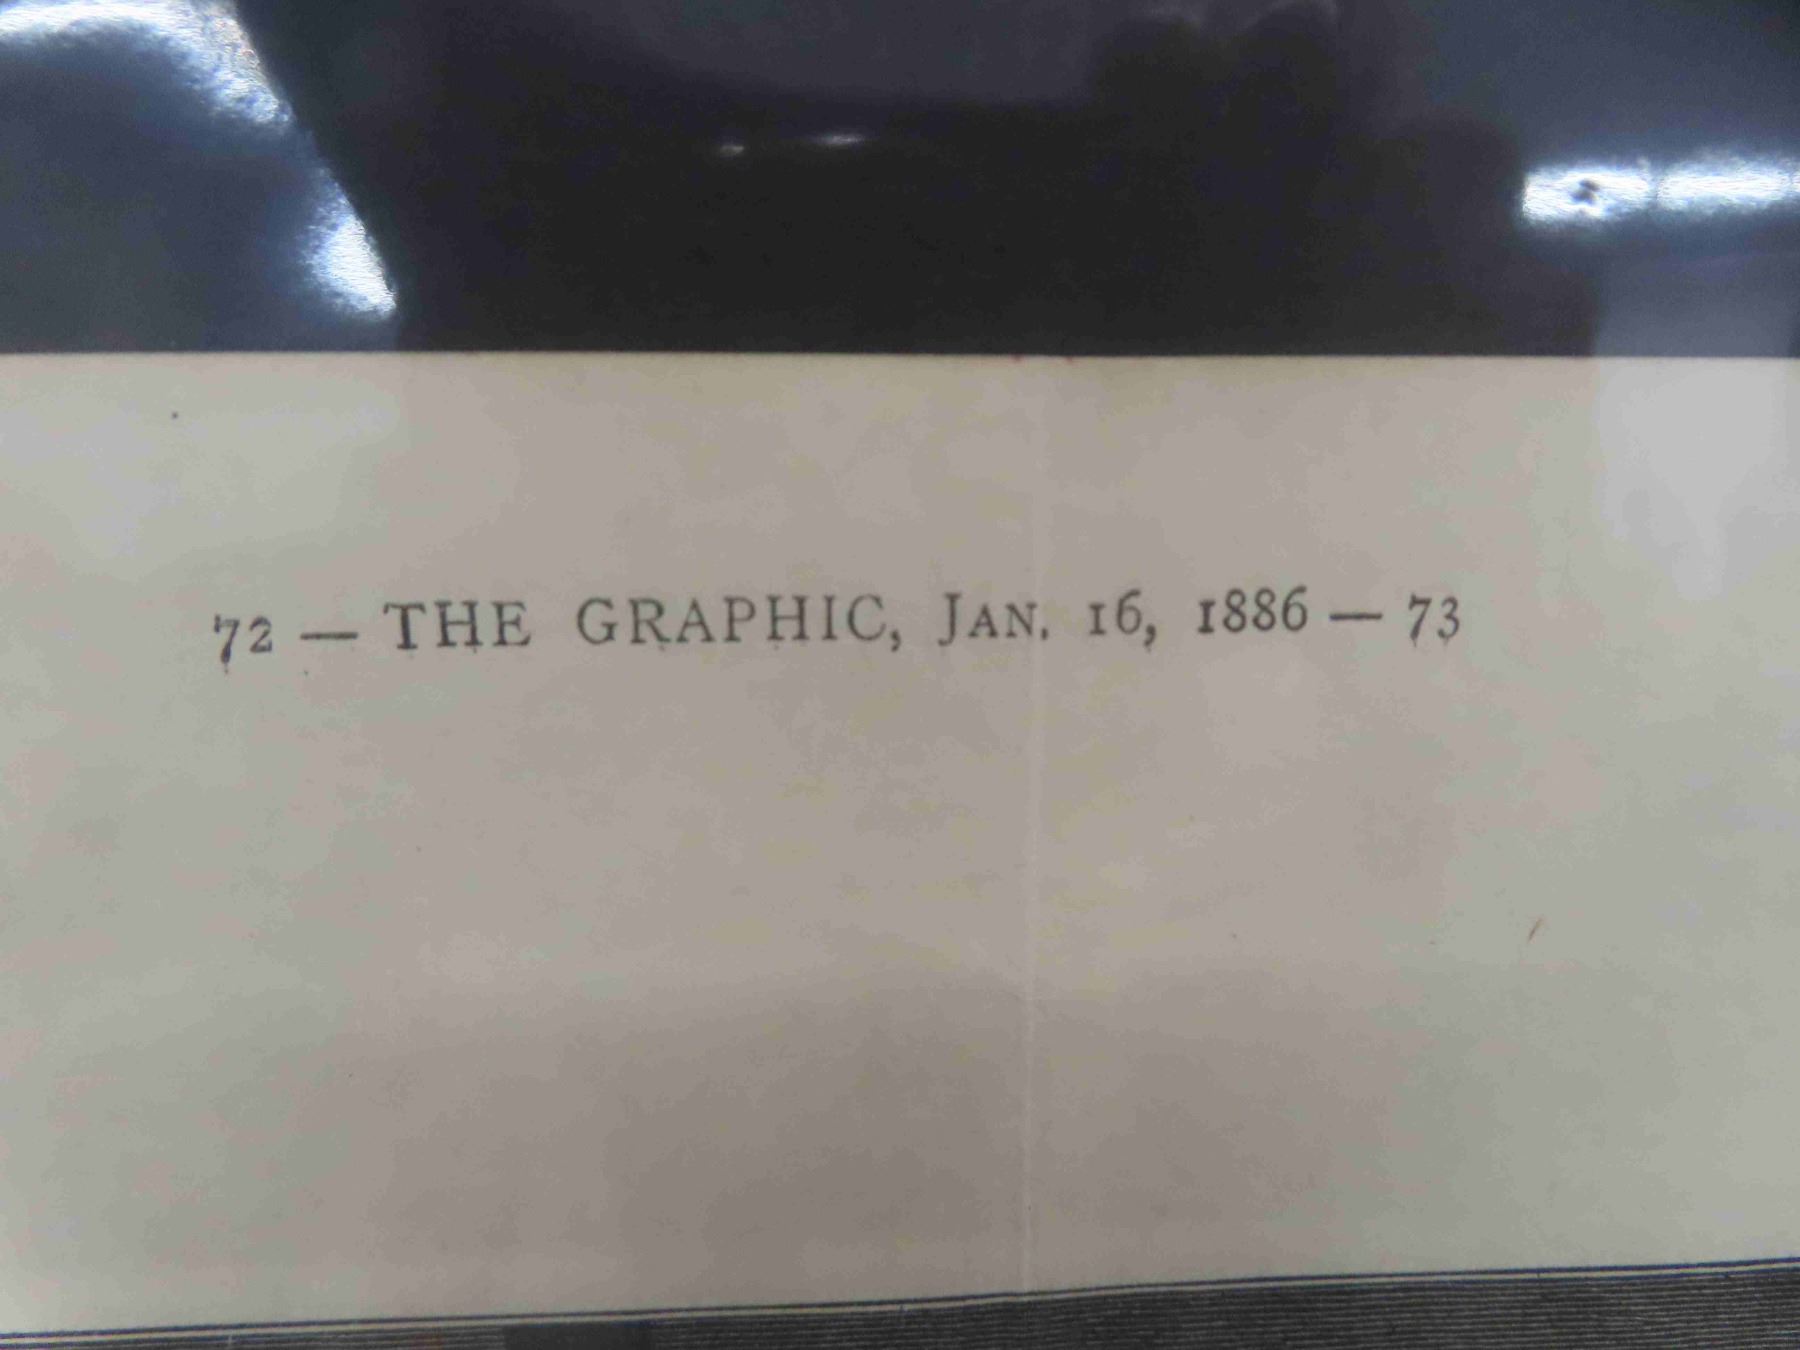 72 — THE GRAPHIC, JAN. 16, 1886 — 73